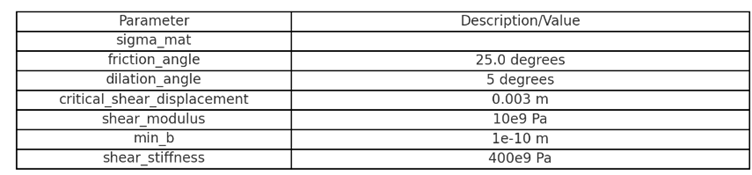 Parameter Description/Value
sigma_mat
friction_angle 25.0 degrees
dilation_angle 5 degrees
critical_shear_displacement 0.003 m
shear_modulus 10e9 Pa
min_b 1e-10 m
shear_stiffness 400e9 Pa